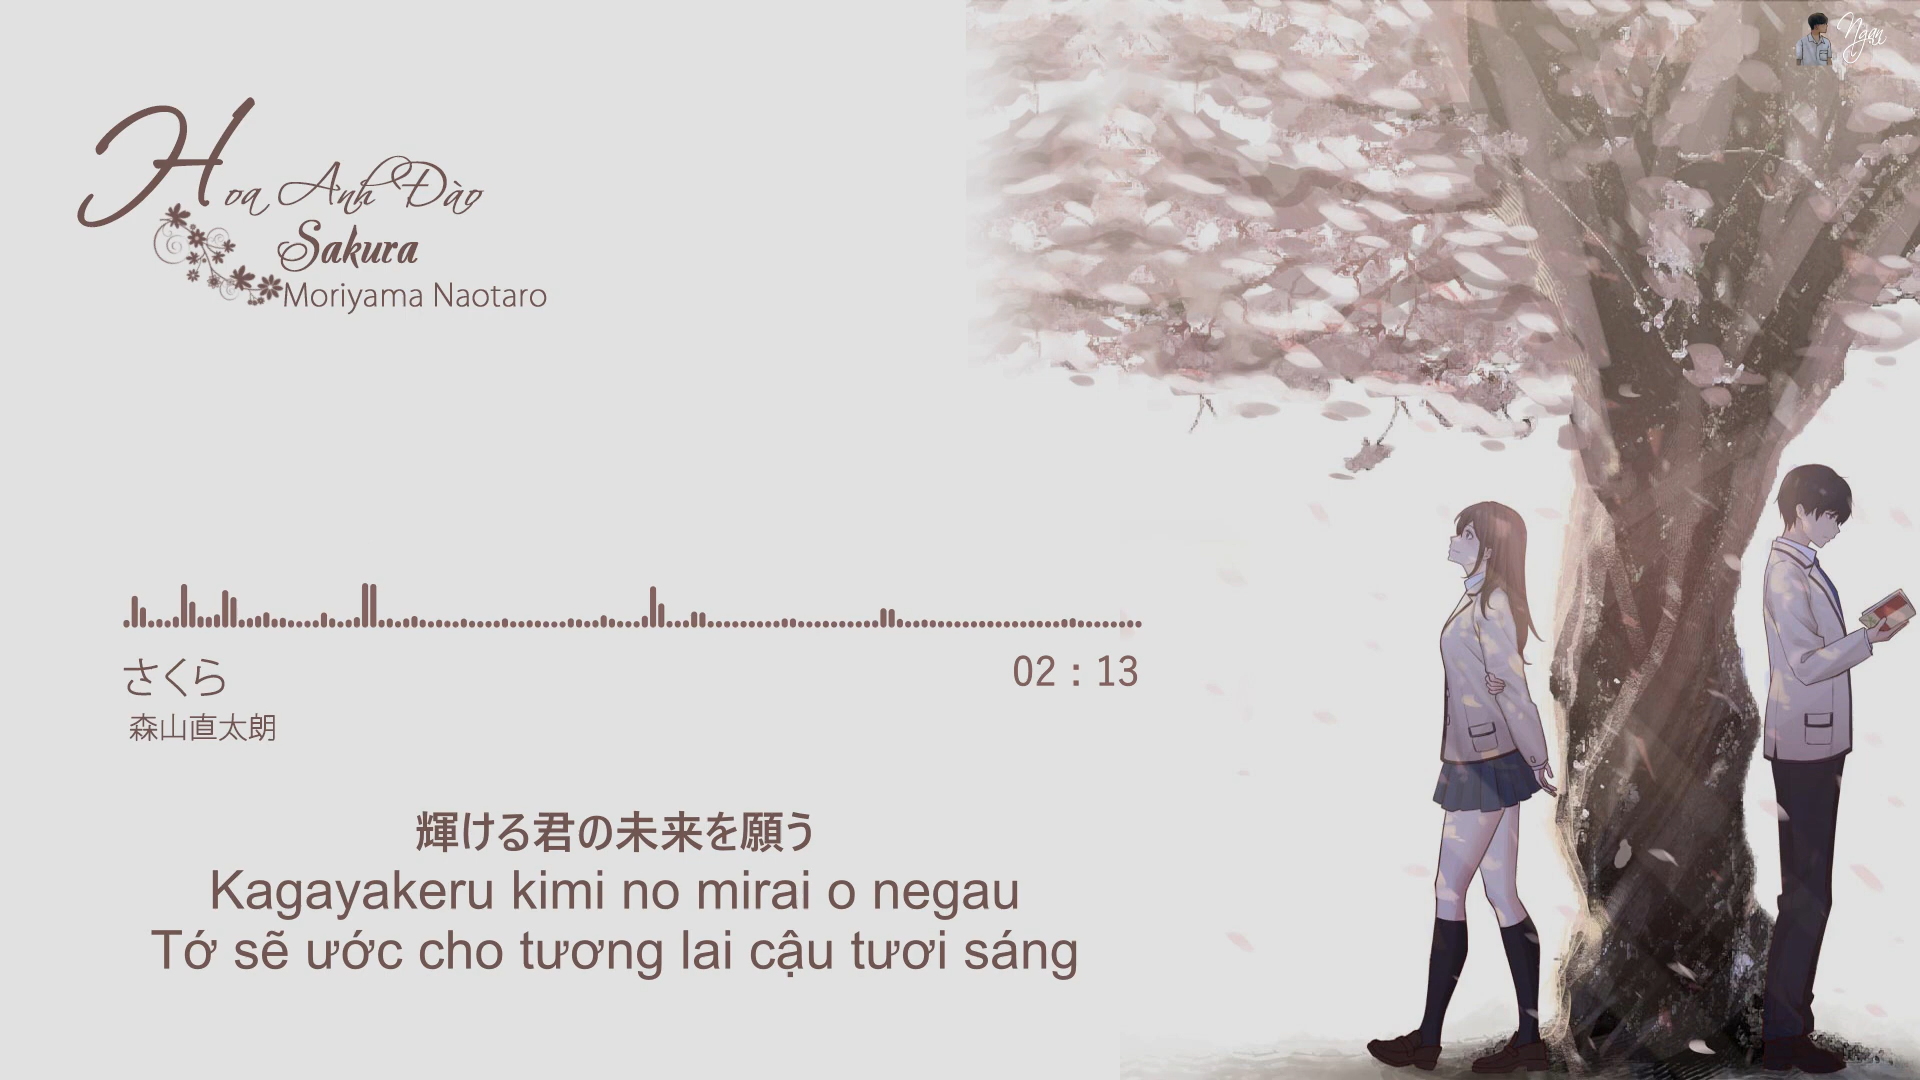 Hoa Anh Đào
Sakura
Moriyama Naotaro
Ngan
さくら
02 : 13
森山直太朗
輝ける君の未来を願う
Kagayakeru kimi no mirai o negau
Tớ sẽ ước cho tương lai cậu tươi sáng